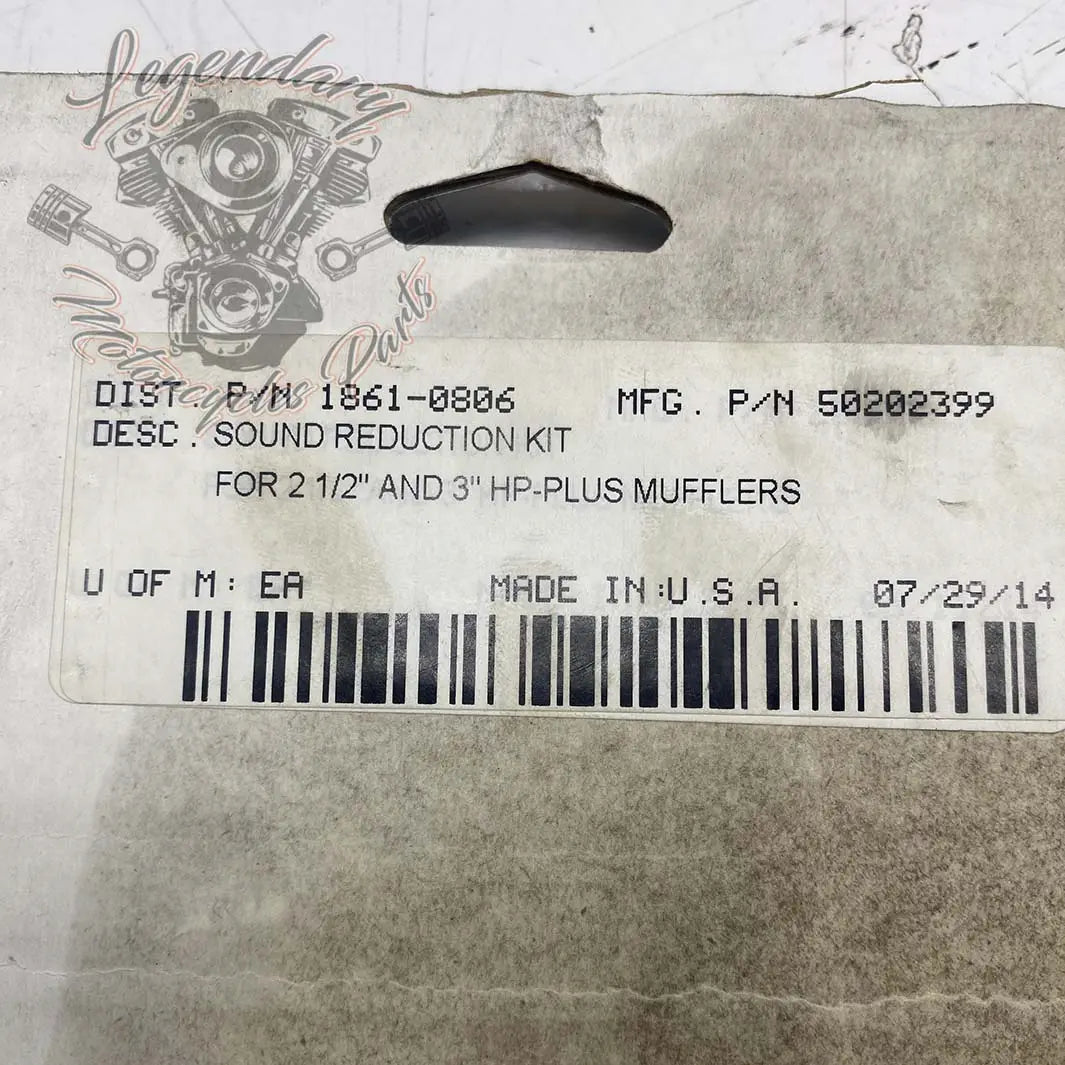 Legendary
Motorcycles Parts
DIST. P/N 1861-0806 MFG. P/N 50202399
DESC. SOUND REDUCTION KIT
FOR 2 1/2" AND 3" HP-PLUS MUFFLERS
U OF M: EA MADE IN:U.S.A. 07/29/14